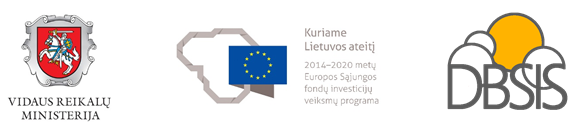 VIDAUS REIKALŲ
MINISTERIJA
Kuriame
Lietuvos ateitį
2014–2020 metų
Europos Sąjungos
fondų investicijų
veiksmų programa
DBSIS